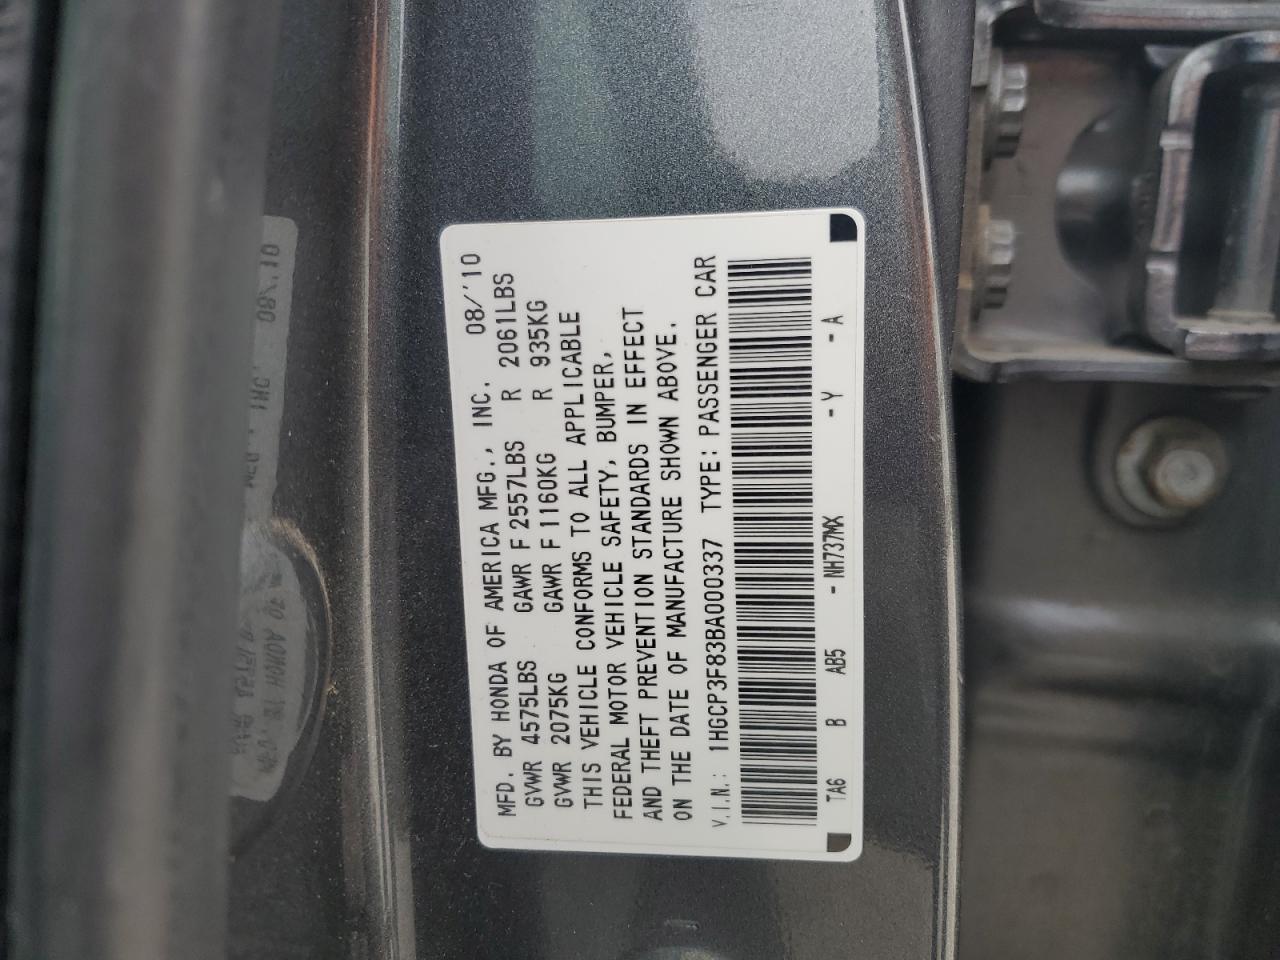 MFD. BY HONDA OF AMERICA MFG., INC. 08/'10
GVWR 4575LBS GAWR F 2557LBS R 2061LBS
GVWR 2075KG GAWR F 1160KG R 935KG
THIS VEHICLE CONFORMS TO ALL APPLICABLE
FEDERAL MOTOR VEHICLE SAFETY, BUMPER,
AND THEFT PREVENTION STANDARDS IN EFFECT
ON THE DATE OF MANUFACTURE SHOWN ABOVE.
V.I.N.: 1HGCP3F83BA000337 TYPE: PASSENGER CAR
TA6 B AB5 - NH737MX - Y - A